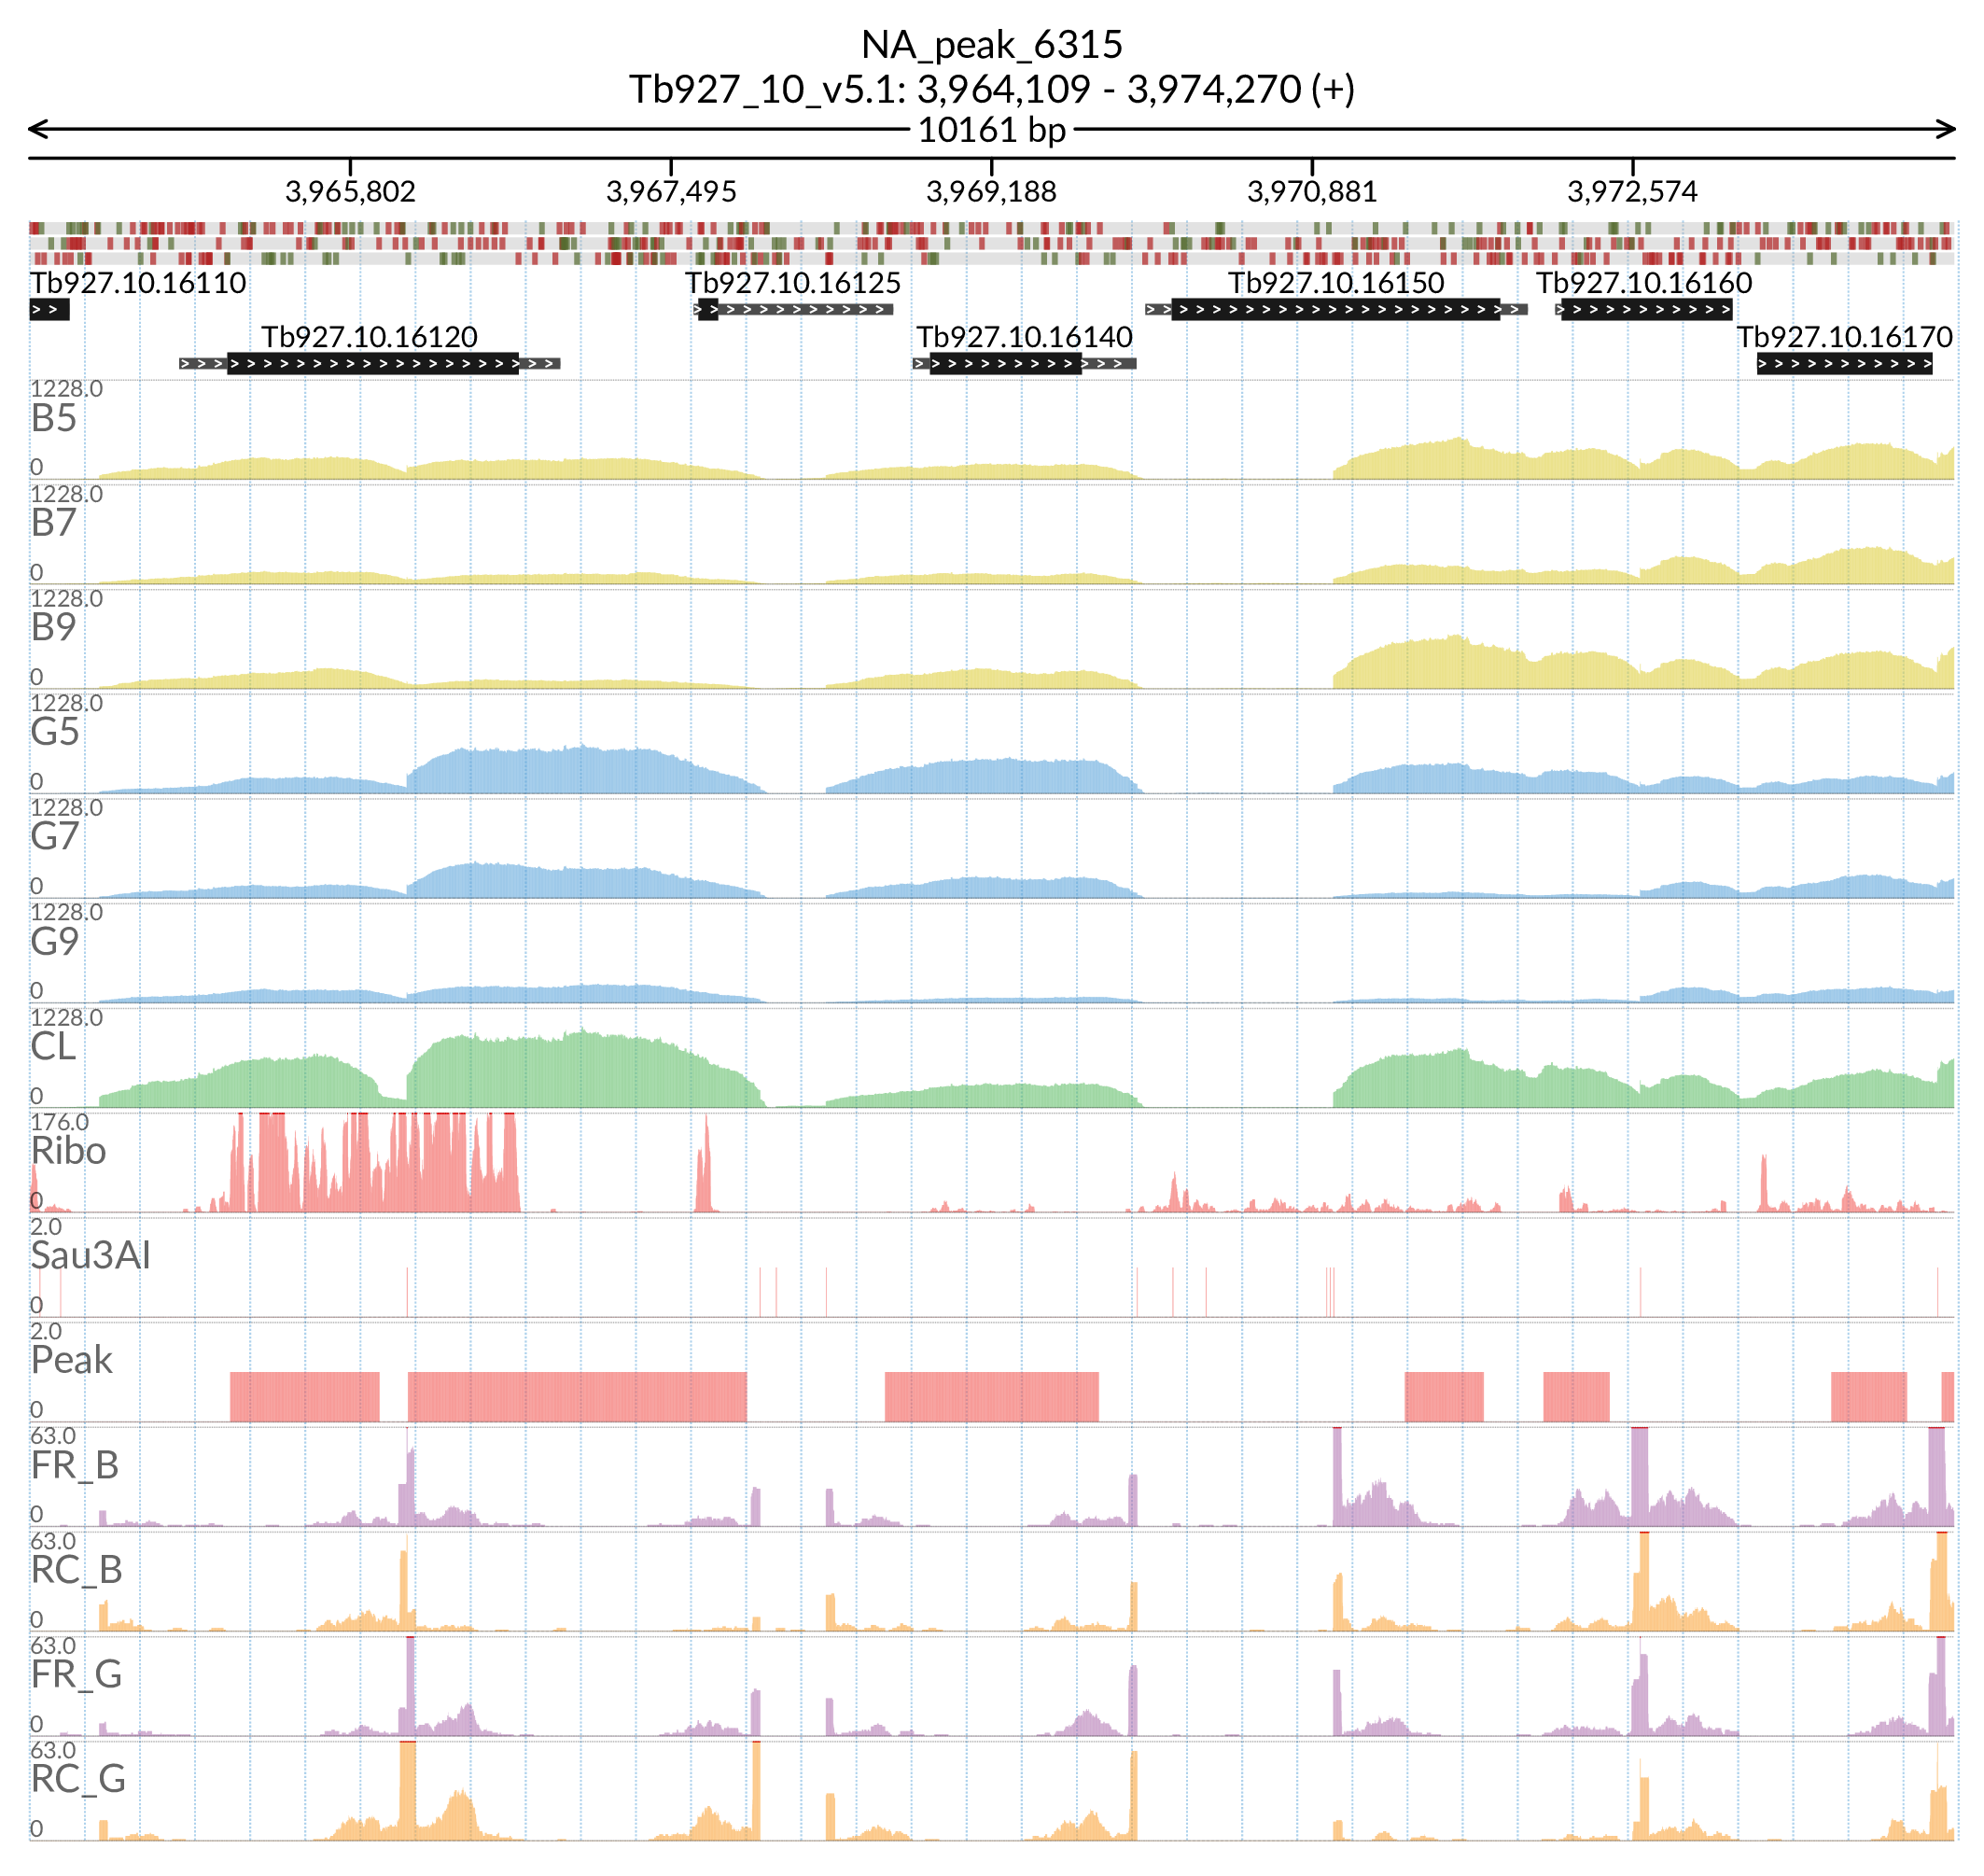 NA_peak_6315
Tb927_10_v5.1: 3,964,109 - 3,974,270 (+)
10161 bp
3,965,802 3,967,495 3,969,188 3,970,881 3,972,574
Tb927.10.16110 Tb927.10.16125 Tb927.10.16150 Tb927.10.16160
Tb927.10.16120 Tb927.10.16140 Tb927.10.16170
1228.0
B5
0
1228.0
B7
0
1228.0
B9
0
1228.0
G5
0
1228.0
G7
0
1228.0
G9
0
1228.0
CL
0
176.0
Ribo
0
2.0
Sau3AI
0
2.0
Peak
0
63.0
FR_B
0
63.0
RC_B
0
63.0
FR_G
0
63.0
RC_G
0